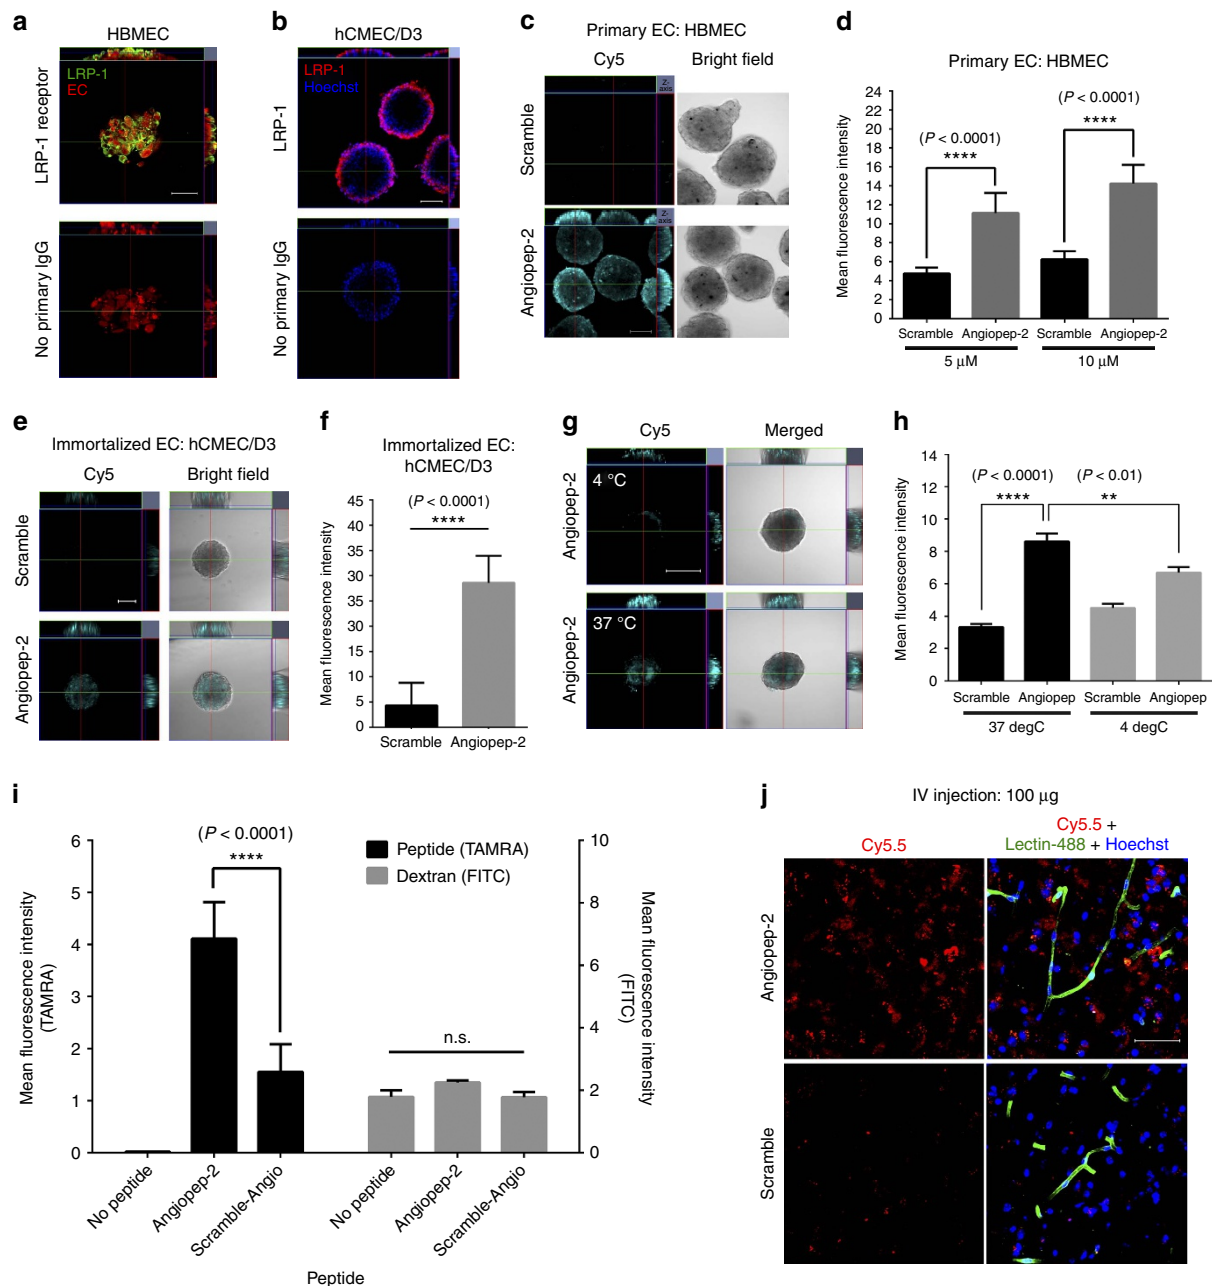 a
HBMEC
LRP-1 receptor
LRP-1
EC
No primary IgG
b
hCMEC/D3
LRP-1
LRP-1
Hoechst
No primary IgG
c
Primary EC: HBMEC
Cy5
Bright field
Scramble
Z-
axis
Angiopep-2
Z-
axis
d
Primary EC: HBMEC
Mean fluorescence intensity
24
22
20
18
16
14
12
10
8
6
4
2
0
(P < 0.0001)
****
(P < 0.0001)
****
Scramble
Angiopep-2
Scramble
Angiopep-2
5 µM
10 µM
e
Immortalized EC: hCMEC/D3
Cy5
Bright field
Scramble
Angiopep-2
f
Immortalized EC:
hCMEC/D3
(P < 0.0001)
****
Mean fluorescence intensity
45
40
35
30
35
30
15
10
5
0
Scramble
Angiopep-2
g
Cy5
Merged
Angiopep-2
4 °C
Angiopep-2
37 °C
h
Mean fluorescence intensity
14
12
10
8
6
4
2
0
(P < 0.0001)
****
(P < 0.01)
**
Scramble
Angiopep
Scramble
Angiopep
37 degC
4 degC
i
Mean fluorescence intensity
(TAMRA)
6
5
4
3
2
1
0
(P < 0.0001)
****
Peptide (TAMRA)
Dextran (FITC)
n.s.
10
8
6
4
2
0
Mean fluorescence intensity
(FITC)
No peptide
Angiopep-2
Scramble-Angio
No peptide
Angiopep-2
Scramble-Angio
Peptide
j
IV injection: 100 µg
Cy5.5
Cy5.5 +
Lectin-488 + Hoechst
Angiopep-2
Scramble